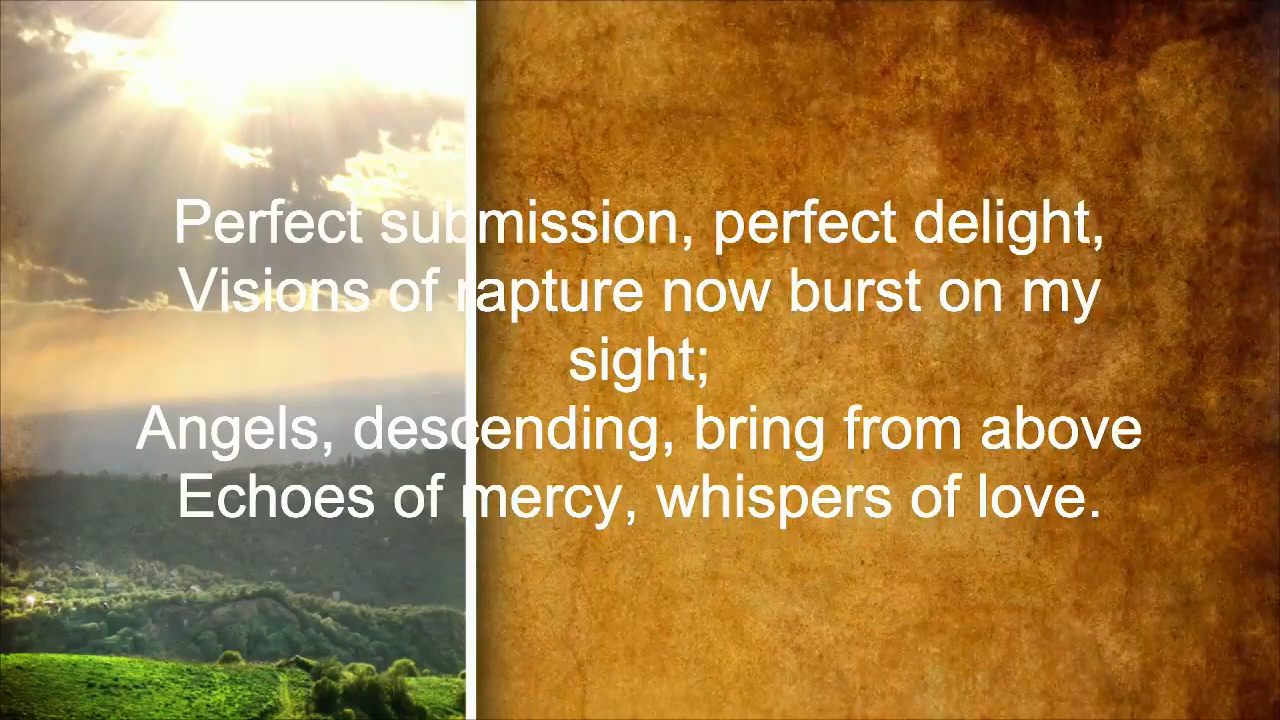 Perfect submission, perfect delight,
Visions of rapture now burst on my
sight;
Angels, descending, bring from above
Echoes of mercy, whispers of love.